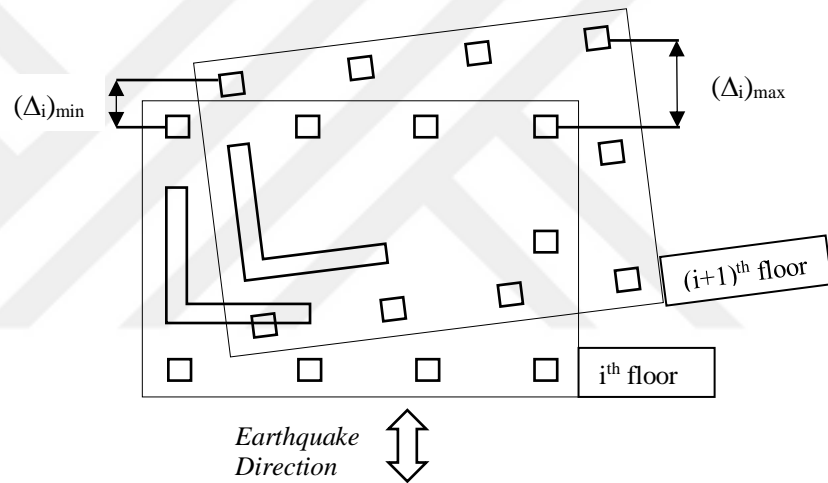 (Δᵢ)min
(Δᵢ)max
(i+1)ᵗʰ floor
iᵗʰ floor
Earthquake
Direction